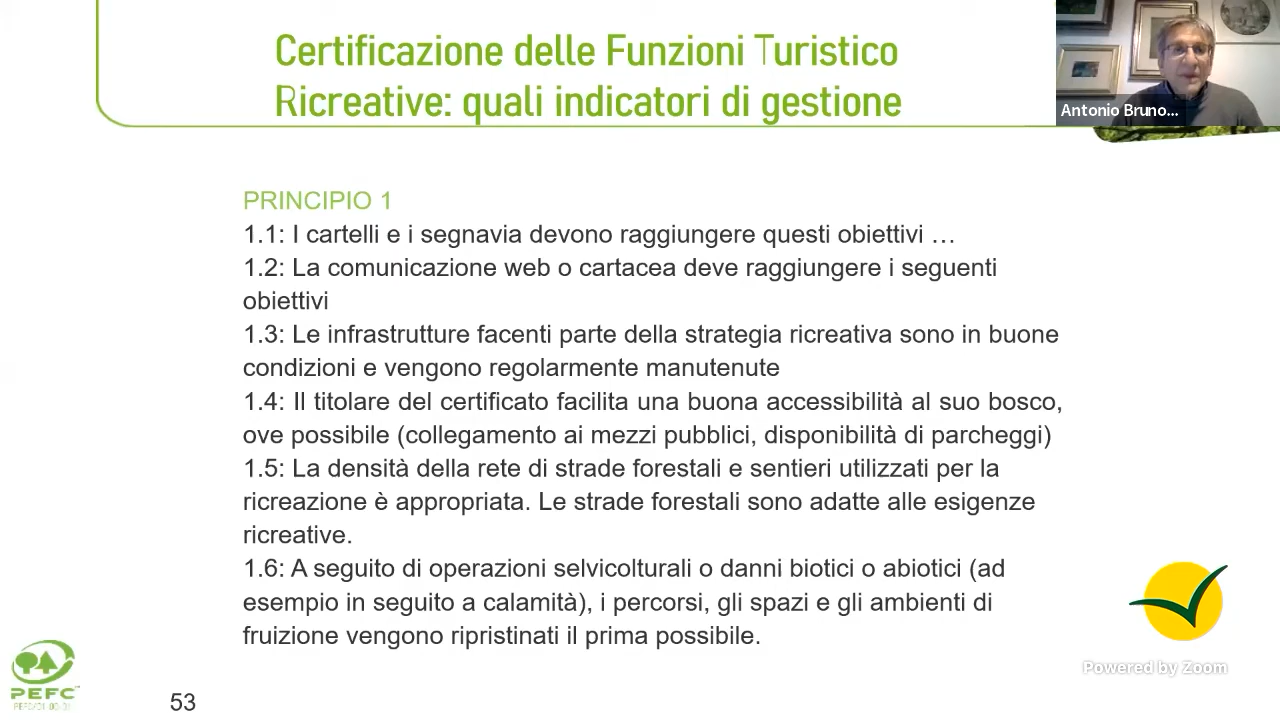 Certificazione delle Funzioni Turistico
Ricreative: quali indicatori di gestione
Antonio Bruno...
PRINCIPIO 1
1.1: I cartelli e i segnavia devono raggiungere questi obiettivi …
1.2: La comunicazione web o cartacea deve raggiungere i seguenti
obiettivi
1.3: Le infrastrutture facenti parte della strategia ricreativa sono in buone
condizioni e vengono regolarmente manutenute
1.4: Il titolare del certificato facilita una buona accessibilità al suo bosco,
ove possibile (collegamento ai mezzi pubblici, disponibilità di parcheggi)
1.5: La densità della rete di strade forestali e sentieri utilizzati per la
ricreazione è appropriata. Le strade forestali sono adatte alle esigenze
ricreative.
1.6: A seguito di operazioni selvicolturali o danni biotici o abiotici (ad
esempio in seguito a calamità), i percorsi, gli spazi e gli ambienti di
fruizione vengono ripristinati il prima possibile.
Powered by Zoom
PEFC
53